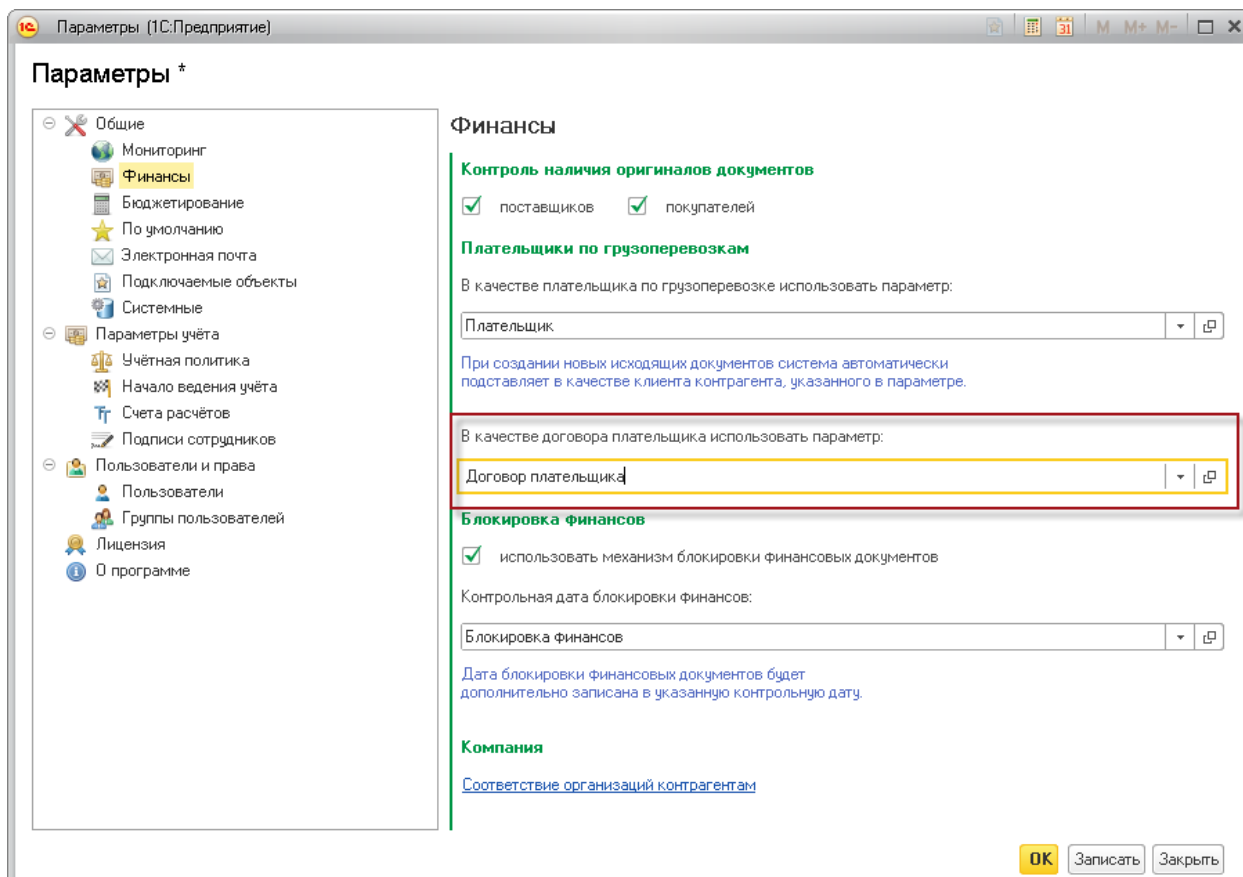 Параметры (1С:Предприятие)
31 M M+ M-
Параметры *
Общие
Мониторинг
Финансы
Бюджетирование
По умолчанию
Электронная почта
Подключаемые объекты
Системные
Параметры учёта
Учётная политика
Начало ведения учёта
Счета расчётов
Подписи сотрудников
Пользователи и права
Пользователи
Группы пользователей
Лицензия
О программе
Финансы
Контроль наличия оригиналов документов
поставщиков покупателей
Плательщики по грузоперевозкам
В качестве плательщика по грузоперевозке использовать параметр:
Плательщик
При создании новых исходящих документов система автоматически
подставляет в качестве клиента контрагента, указанного в параметре.
В качестве договора плательщика использовать параметр:
Договор плательщика
Блокировка финансов
использовать механизм блокировки финансовых документов
Контрольная дата блокировки финансов:
Блокировка финансов
Дата блокировки финансовых документов будет
дополнительно записана в указанную контрольную дату.
Компания
Соответствие организаций контрагентам
ОК Записать Закрыть